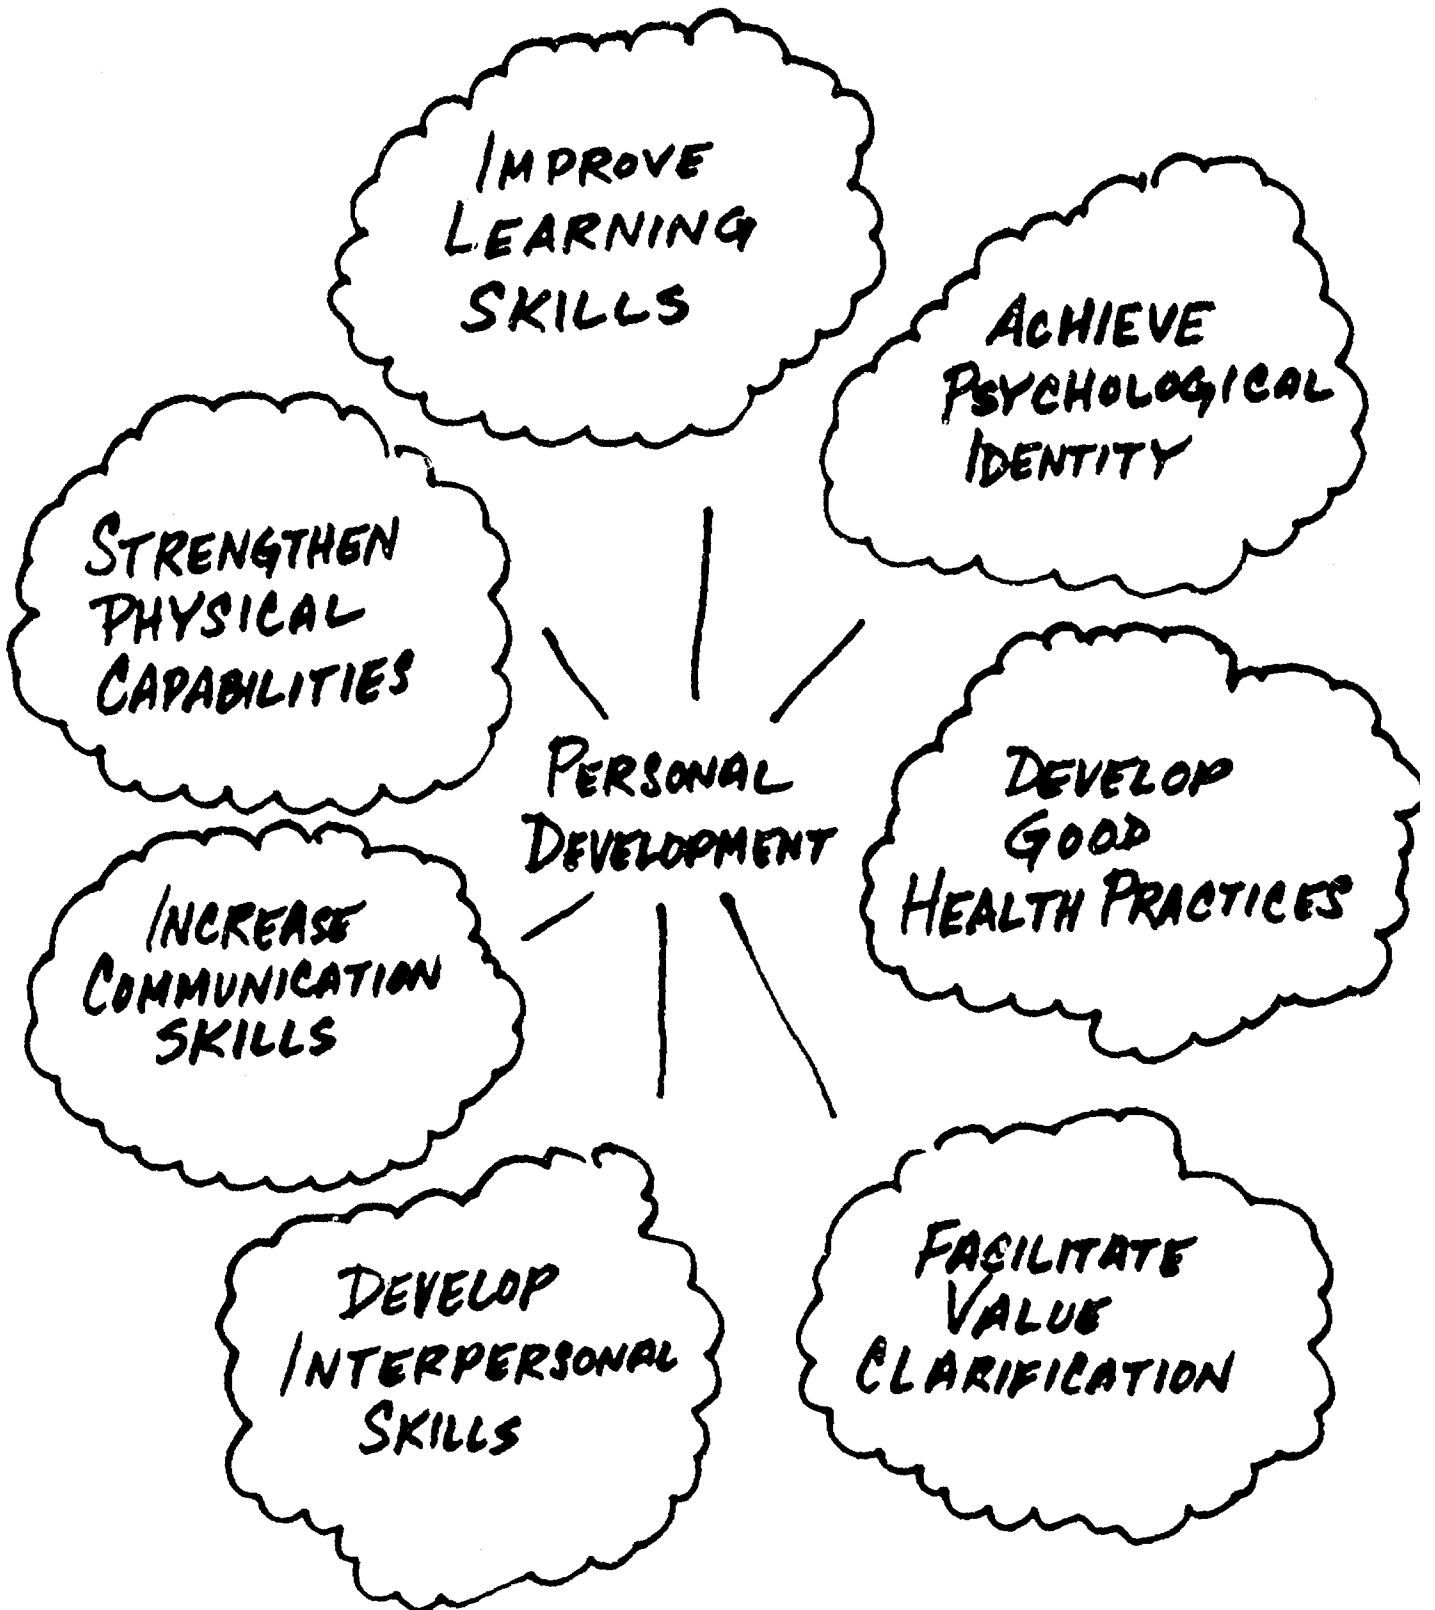 IMPROVE
LEARNING
SKILLS
ACHIEVE
PSYCHOLOGICAL
IDENTITY
STRENGTHEN
PHYSICAL
CAPABILITIES
PERSONAL
DEVELOPMENT
DEVELOP
GOOD
HEALTH PRACTICES
INCREASE
COMMUNICATION
SKILLS
DEVELOP
INTERPERSONAL
SKILLS
FACILITATE
VALUE
CLARIFICATION